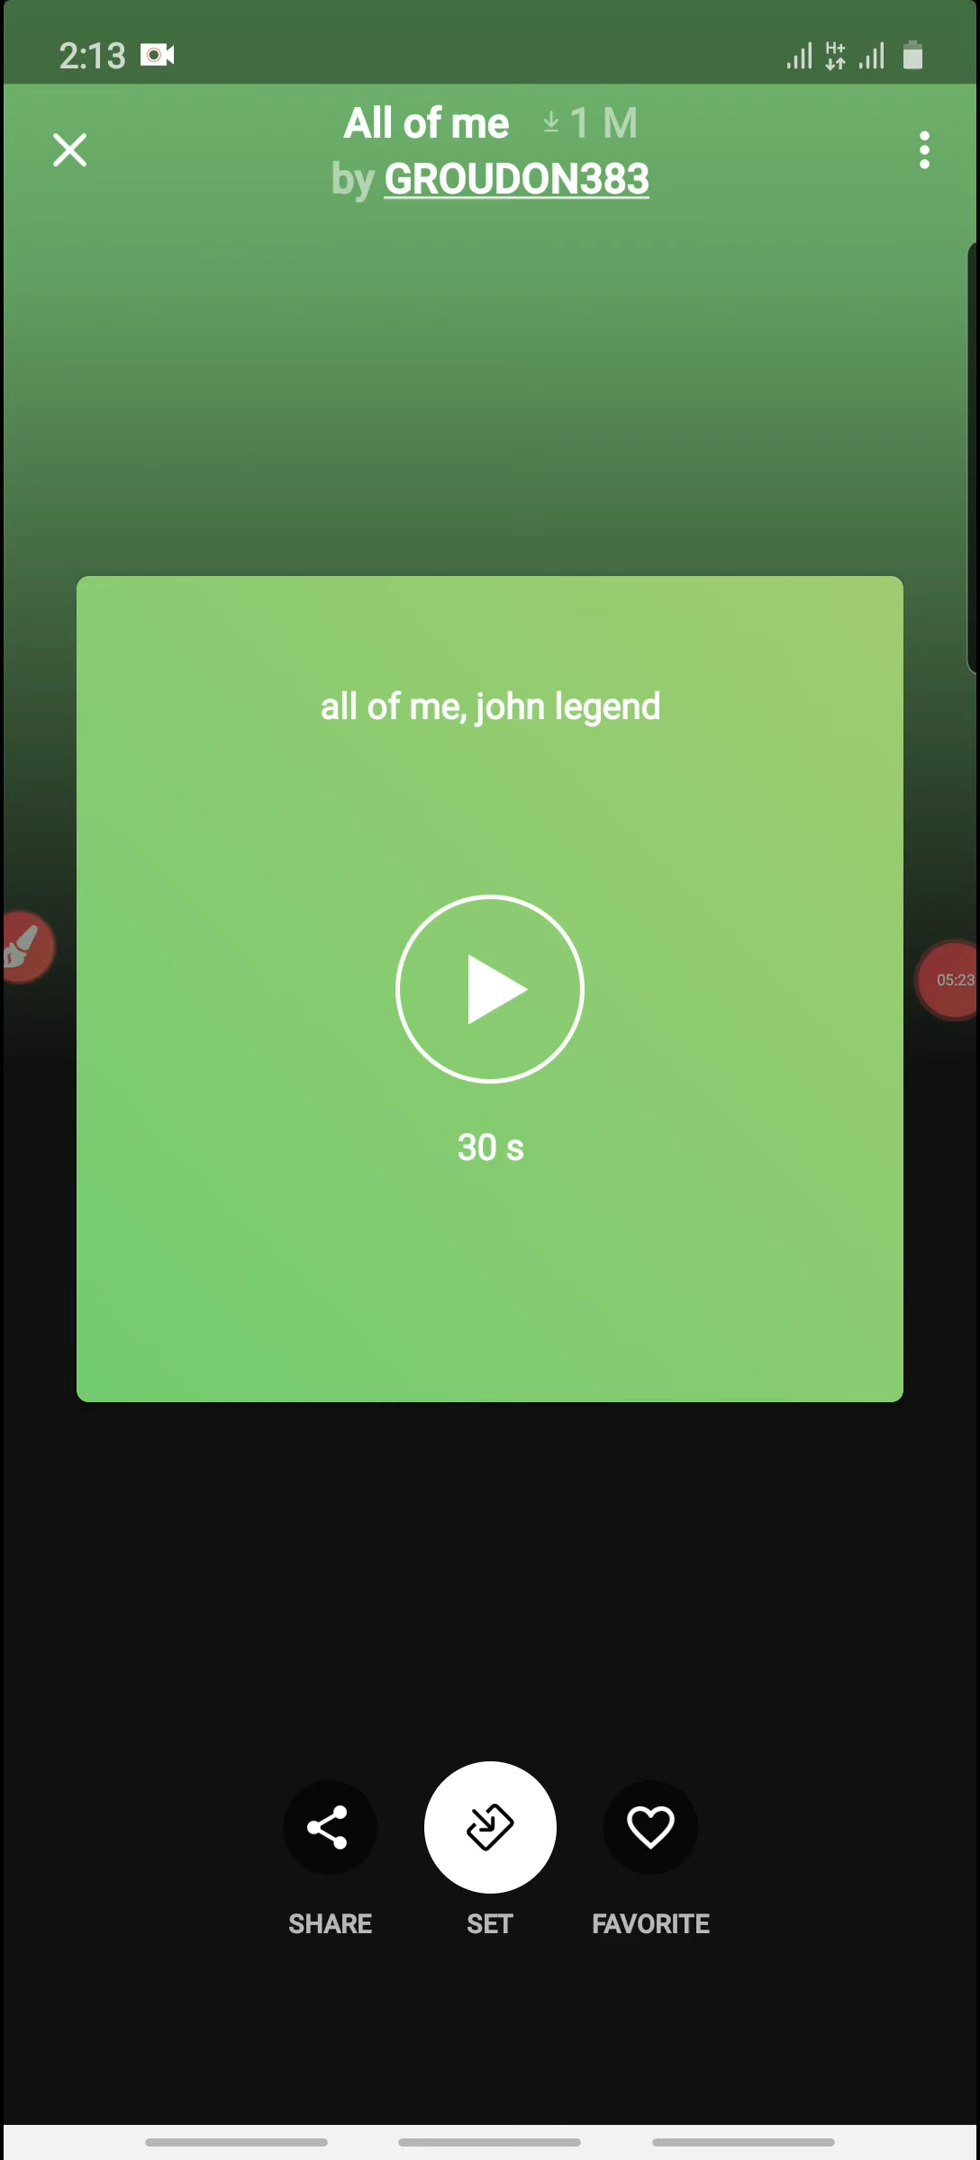 2:13
H+
All of me 1 M
by GROUDON383
all of me, john legend
05:23
30 s
SHARE SET FAVORITE